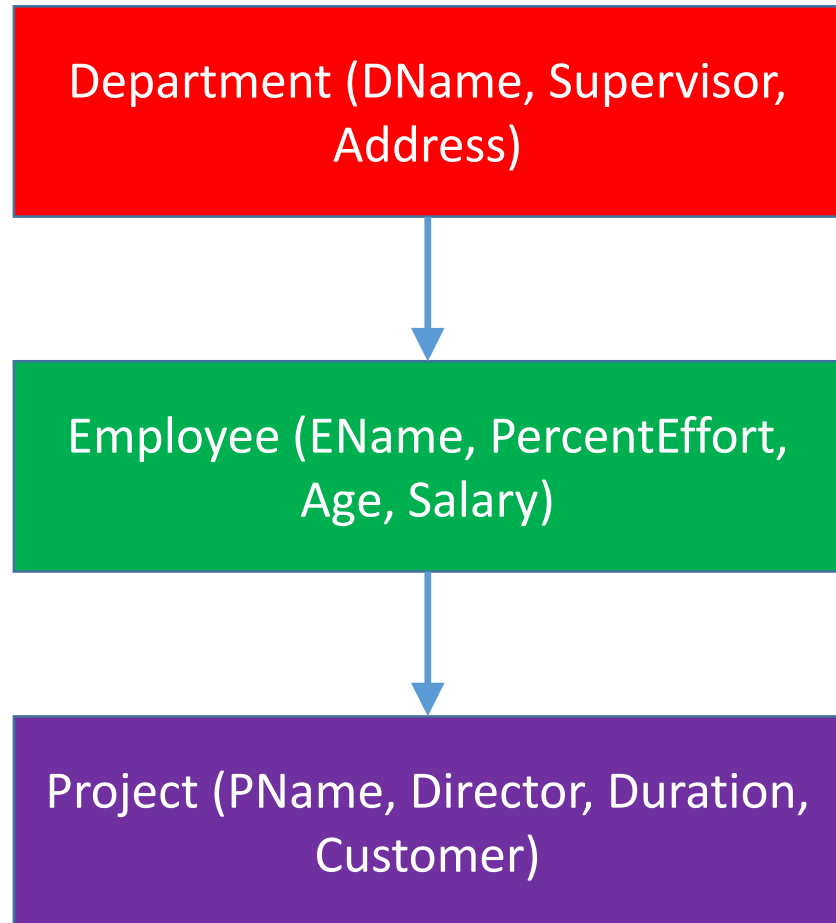 Department (DName, Supervisor,
Address)
Employee (EName, PercentEffort,
Age, Salary)
Project (PName, Director, Duration,
Customer)